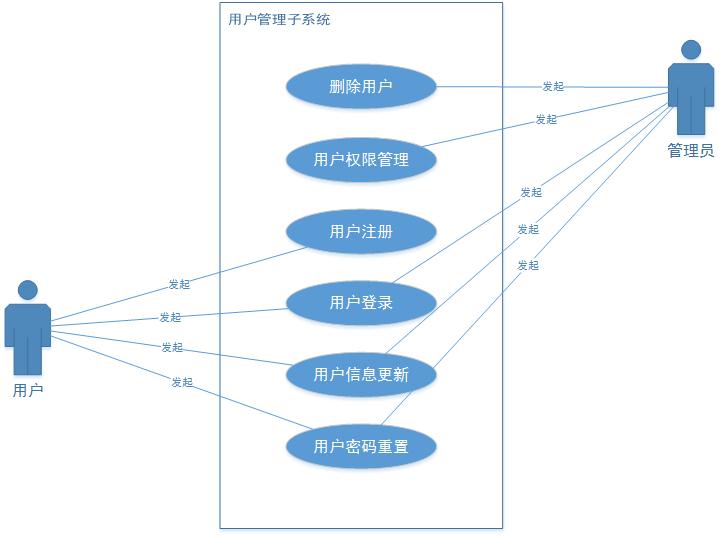 用户管理子系统
删除用户
发起
用户权限管理
发起
管理员
发起
用户注册
发起
发起
发起
用户登录
发起
发起
用户信息更新
发起
用户
用户密码重置